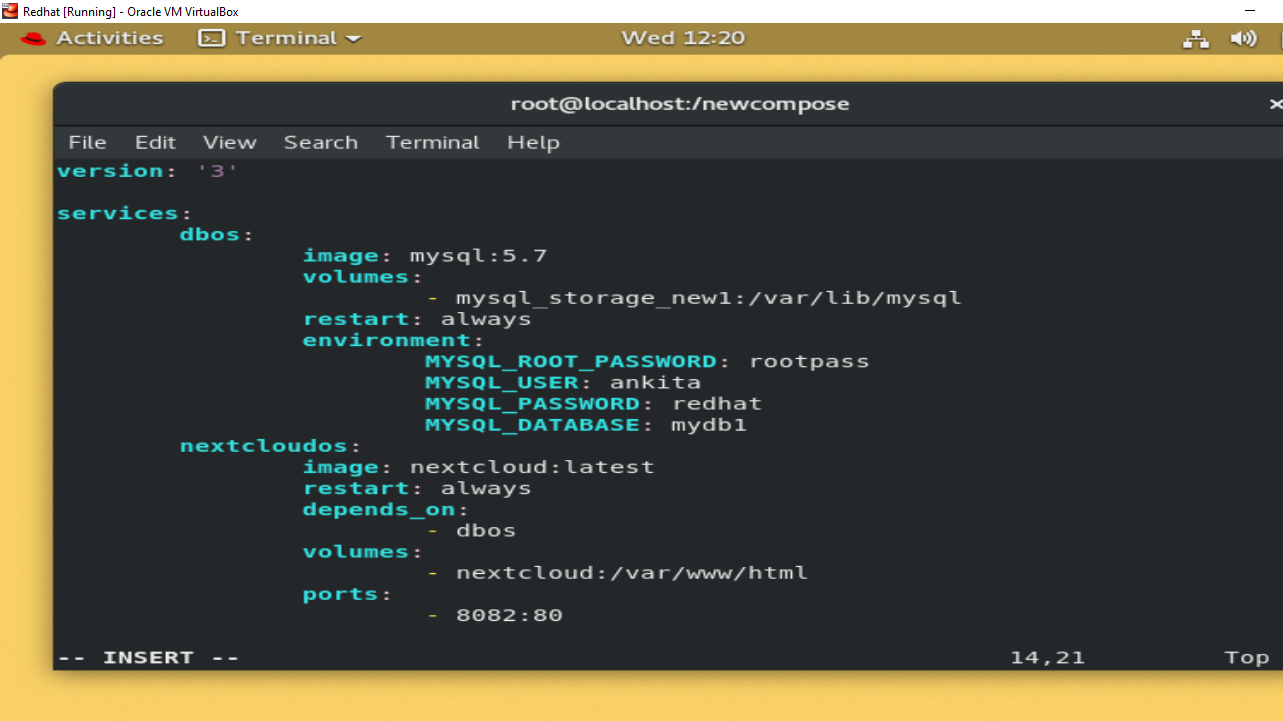 Redhat [Running] - Oracle VM VirtualBox
Activities Terminal Wed 12:20
root@localhost:/newcompose
File Edit View Search Terminal Help
version: '3'
services:
dbos:
image: mysql:5.7
volumes:
- mysql_storage_new1:/var/lib/mysql
restart: always
environment:
MYSQL_ROOT_PASSWORD: rootpass
MYSQL_USER: ankita
MYSQL_PASSWORD: redhat
MYSQL_DATABASE: mydb1
nextcloudos:
image: nextcloud:latest
restart: always
depends_on:
- dbos
volumes:
- nextcloud:/var/www/html
ports:
- 8082:80
-- INSERT -- 14,21 Top